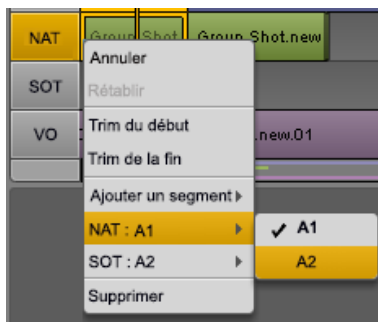 NAT Group Shot Group Shot.new
Annuler
SOT Rétablir
VO Trim du début .new.01
Trim de la fin
Ajouter un segment
NAT : A1 ✓ A1
SOT : A2 A2
Supprimer